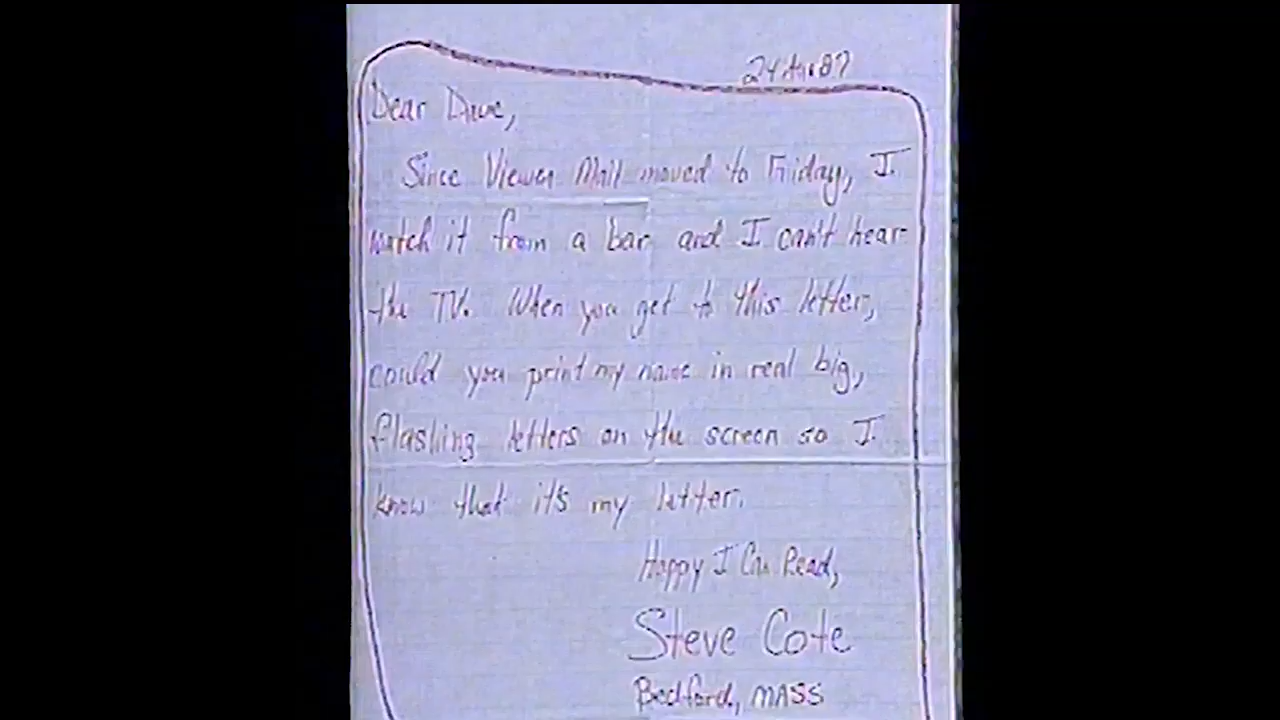 24 Aug 87
Dear Dave,
Since Viewer Mail moved to Friday, I
watch it from a bar and I can't hear
the TV. When you get to this letter,
could you print my name in real big,
flashing letters on the screen so I
know that it's my letter.
Happy I Can Read,
Steve Cote
Bedford, MASS